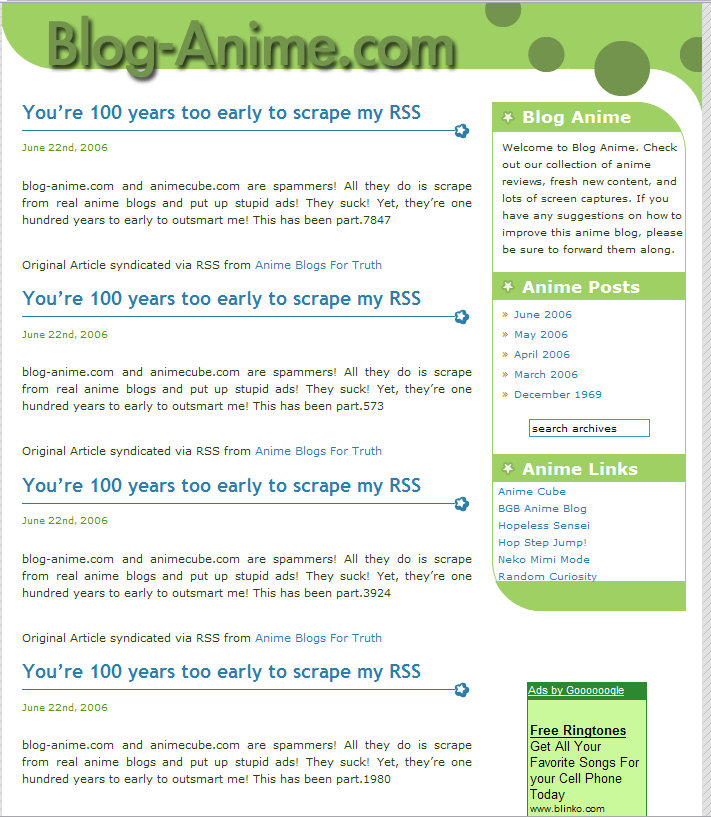 Blog-Anime.com
You're 100 years too early to scrape my RSS
June 22nd, 2006
blog-anime.com and animecube.com are spammers! All they do is scrape
from real anime blogs and put up stupid ads! They suck! Yet, they're one
hundred years to early to outsmart me! This has been part.7847
Original Article syndicated via RSS from Anime Blogs For Truth
You're 100 years too early to scrape my RSS
June 22nd, 2006
blog-anime.com and animecube.com are spammers! All they do is scrape
from real anime blogs and put up stupid ads! They suck! Yet, they're one
hundred years to early to outsmart me! This has been part.573
Original Article syndicated via RSS from Anime Blogs For Truth
You're 100 years too early to scrape my RSS
June 22nd, 2006
blog-anime.com and animecube.com are spammers! All they do is scrape
from real anime blogs and put up stupid ads! They suck! Yet, they're one
hundred years to early to outsmart me! This has been part.3924
Original Article syndicated via RSS from Anime Blogs For Truth
You're 100 years too early to scrape my RSS
June 22nd, 2006
blog-anime.com and animecube.com are spammers! All they do is scrape
from real anime blogs and put up stupid ads! They suck! Yet, they're one
hundred years to early to outsmart me! This has been part.1980
Blog Anime
Welcome to Blog Anime. Check
out our collection of anime
reviews, fresh new content, and
lots of screen captures. If you
have any suggestions on how to
improve this anime blog, please
be sure to forward them along.
Anime Posts
» June 2006
» May 2006
» April 2006
» March 2006
» December 1969
search archives
Anime Links
Anime Cube
BGB Anime Blog
Hopeless Sensei
Hop Step Jump!
Neko Mimi Mode
Random Curiosity
Ads by Goooooogle
Free Ringtones
Get All Your
Favorite Songs For
your Cell Phone
Today
www.blinko.com